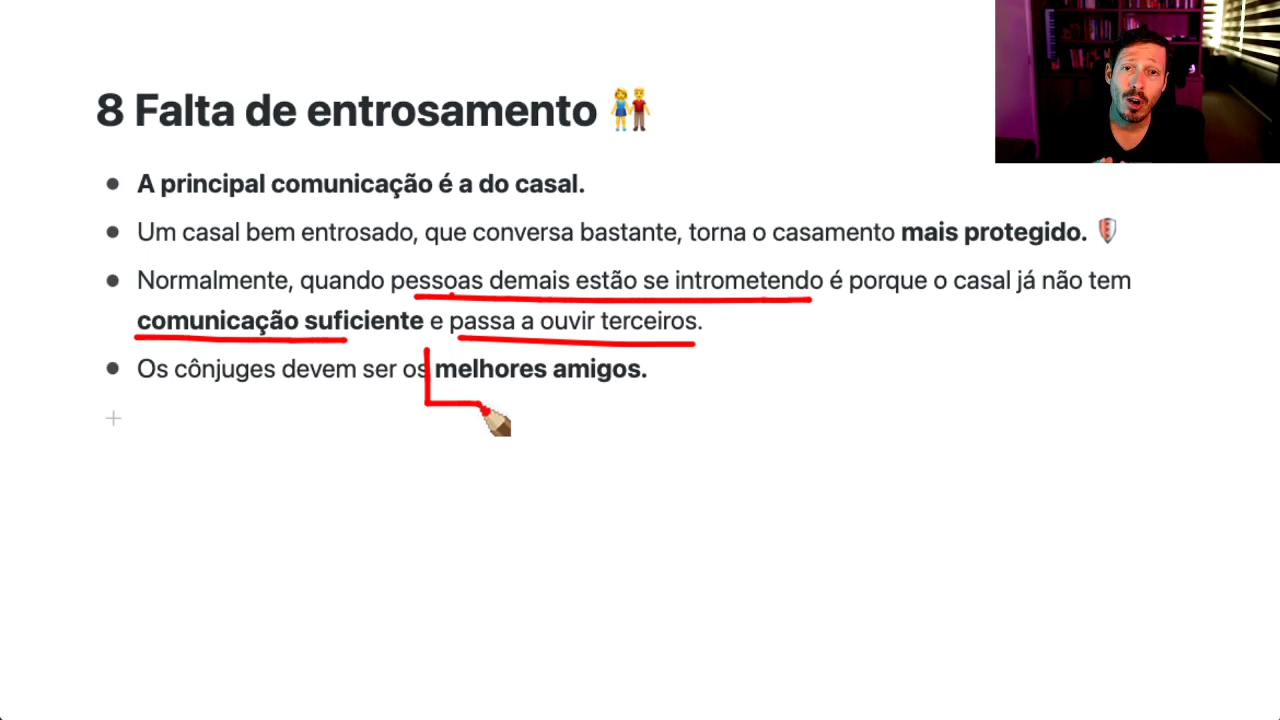 8 Falta de entrosamento 👫
• A principal comunicação é a do casal.
• Um casal bem entrosado, que conversa bastante, torna o casamento mais protegido. 🛡️
• Normalmente, quando pessoas demais estão se intrometendo é porque o casal já não tem
comunicação suficiente e passa a ouvir terceiros.
• Os cônjuges devem ser os melhores amigos.